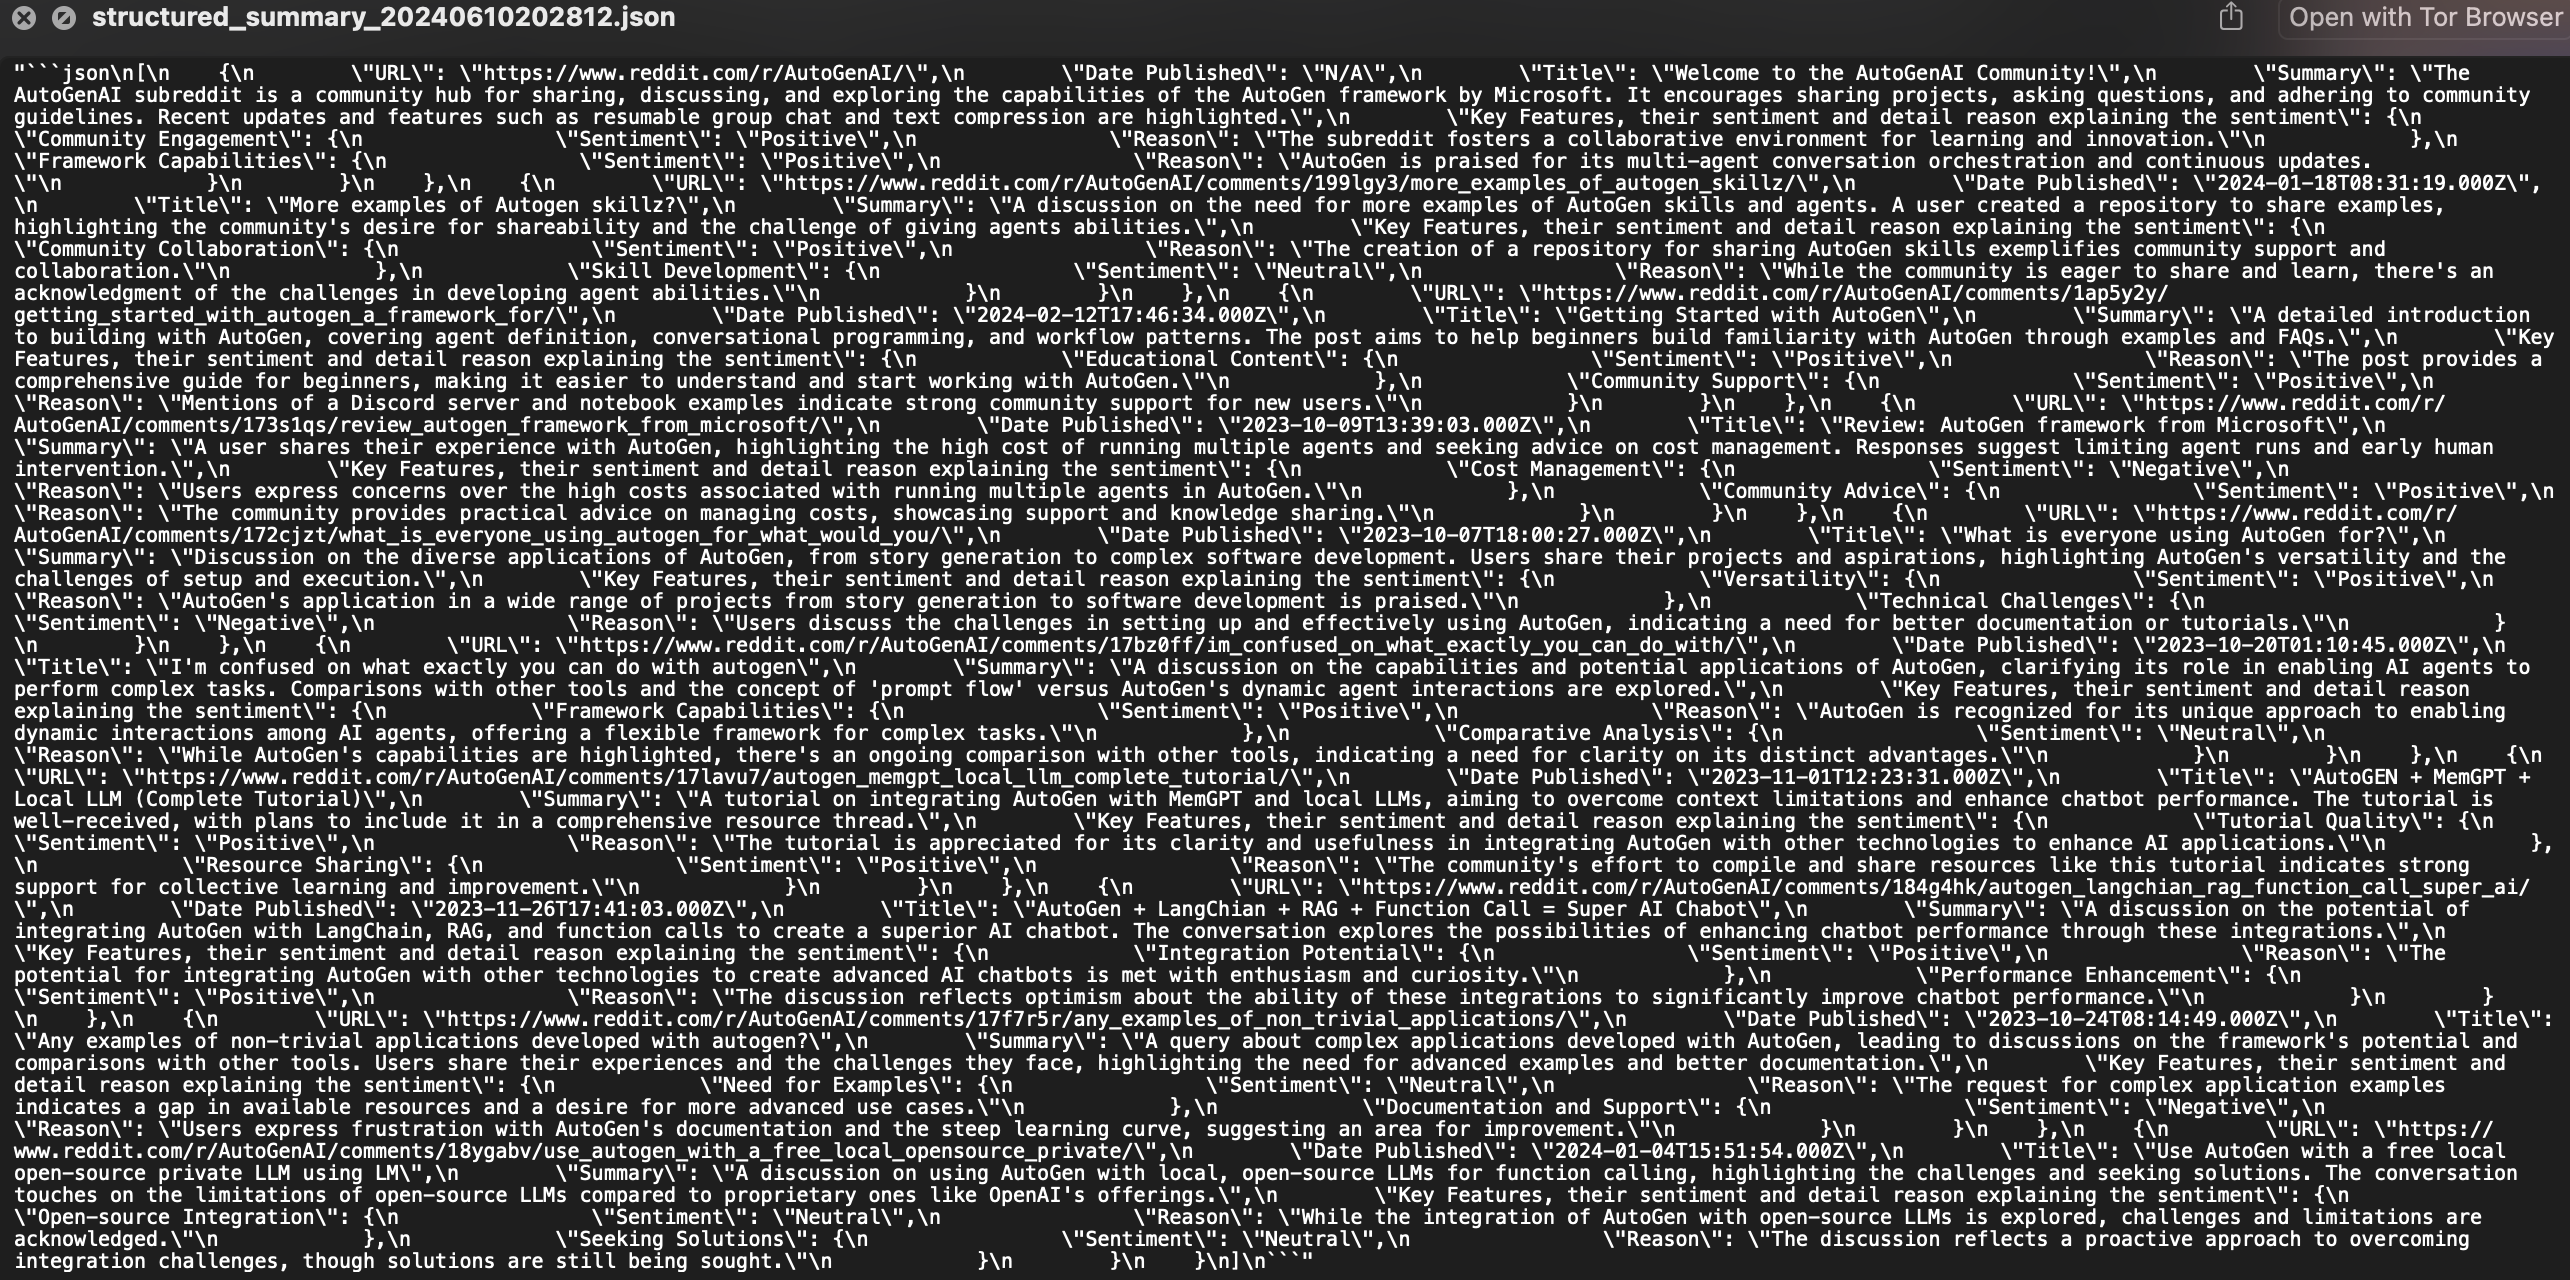 structured_summary_20240610202812.json
Open with Tor Browser
"```json\n[\n    {\n        \"URL\": \"https://www.reddit.com/r/AutoGenAI/\",\n        \"Date Published\": \"N/A\",\n        \"Title\": \"Welcome to the AutoGenAI Community!\",\n        \"Summary\": \"The
AutoGenAI subreddit is a community hub for sharing, discussing, and exploring the capabilities of the AutoGen framework by Microsoft. It encourages sharing projects, asking questions, and adhering to community
guidelines. Recent updates and features such as resumable group chat and text compression are highlighted.\",\n        \"Key Features, their sentiment and detail reason explaining the sentiment\": {\n
\"Community Engagement\": {\n                \"Sentiment\": \"Positive\",\n                \"Reason\": \"The subreddit fosters a collaborative environment for learning and innovation.\"\n            },\n
\"Framework Capabilities\": {\n                \"Sentiment\": \"Positive\",\n                \"Reason\": \"AutoGen is praised for its multi-agent conversation orchestration and continuous updates.
\"\n            }\n        }\n    },\n    {\n        \"URL\": \"https://www.reddit.com/r/AutoGenAI/comments/199lgy3/more_examples_of_autogen_skillz/\",\n        \"Date Published\": \"2024-01-18T08:31:19.000Z\",
\n        \"Title\": \"More examples of Autogen skillz?\",\n        \"Summary\": \"A discussion on the need for more examples of AutoGen skills and agents. A user created a repository to share examples,
highlighting the community's desire for shareability and the challenge of giving agents abilities.\",\n        \"Key Features, their sentiment and detail reason explaining the sentiment\": {\n
\"Community Collaboration\": {\n                \"Sentiment\": \"Positive\",\n                \"Reason\": \"The creation of a repository for sharing AutoGen skills exemplifies community support and
collaboration.\"\n            },\n            \"Skill Development\": {\n                \"Sentiment\": \"Neutral\",\n                \"Reason\": \"While the community is eager to share and learn, there's an
acknowledgment of the challenges in developing agent abilities.\"\n            }\n        }\n    },\n    {\n        \"URL\": \"https://www.reddit.com/r/AutoGenAI/comments/1ap5y2y/
getting_started_with_autogen_a_framework_for/\",\n        \"Date Published\": \"2024-02-12T17:46:34.000Z\",\n        \"Title\": \"Getting Started with AutoGen\",\n        \"Summary\": \"A detailed introduction
to building with AutoGen, covering agent definition, conversational programming, and workflow patterns. The post aims to help beginners build familiarity with AutoGen through examples and FAQs.\",\n        \"Key
Features, their sentiment and detail reason explaining the sentiment\": {\n            \"Educational Content\": {\n                \"Sentiment\": \"Positive\",\n                \"Reason\": \"The post provides a
comprehensive guide for beginners, making it easier to understand and start working with AutoGen.\"\n            },\n            \"Community Support\": {\n                \"Sentiment\": \"Positive\",\n
\"Reason\": \"Mentions of a Discord server and notebook examples indicate strong community support for new users.\"\n            }\n        }\n    },\n    {\n        \"URL\": \"https://www.reddit.com/r/
AutoGenAI/comments/173s1qs/review_autogen_framework_from_microsoft/\",\n        \"Date Published\": \"2023-10-09T13:39:03.000Z\",\n        \"Title\": \"Review: AutoGen framework from Microsoft\",\n
\"Summary\": \"A user shares their experience with AutoGen, highlighting the high cost of running multiple agents and seeking advice on cost management. Responses suggest limiting agent runs and early human
intervention.\",\n        \"Key Features, their sentiment and detail reason explaining the sentiment\": {\n            \"Cost Management\": {\n                \"Sentiment\": \"Negative\",\n
\"Reason\": \"Users express concerns over the high costs associated with running multiple agents in AutoGen.\"\n            },\n            \"Community Advice\": {\n                \"Sentiment\": \"Positive\",\n
\"Reason\": \"The community provides practical advice on managing costs, showcasing support and knowledge sharing.\"\n            }\n        }\n    },\n    {\n        \"URL\": \"https://www.reddit.com/r/
AutoGenAI/comments/172cjzt/what_is_everyone_using_autogen_for_what_would_you/\",\n        \"Date Published\": \"2023-10-07T18:00:27.000Z\",\n        \"Title\": \"What is everyone using AutoGen for?\",\n
\"Summary\": \"Discussion on the diverse applications of AutoGen, from story generation to complex software development. Users share their projects and aspirations, highlighting AutoGen's versatility and the
challenges of setup and execution.\",\n        \"Key Features, their sentiment and detail reason explaining the sentiment\": {\n            \"Versatility\": {\n                \"Sentiment\": \"Positive\",\n
\"Reason\": \"AutoGen's application in a wide range of projects from story generation to software development is praised.\"\n            },\n            \"Technical Challenges\": {\n
\"Sentiment\": \"Negative\",\n                \"Reason\": \"Users discuss the challenges in setting up and effectively using AutoGen, indicating a need for better documentation or tutorials.\"\n            }
\n        }\n    },\n    {\n        \"URL\": \"https://www.reddit.com/r/AutoGenAI/comments/17bz0ff/im_confused_on_what_exactly_you_can_do_with/\",\n        \"Date Published\": \"2023-10-20T01:10:45.000Z\",\n
\"Title\": \"I'm confused on what exactly you can do with autogen\",\n        \"Summary\": \"A discussion on the capabilities and potential applications of AutoGen, clarifying its role in enabling AI agents to
perform complex tasks. Comparisons with other tools and the concept of 'prompt flow' versus AutoGen's dynamic agent interactions are explored.\",\n        \"Key Features, their sentiment and detail reason
explaining the sentiment\": {\n            \"Framework Capabilities\": {\n                \"Sentiment\": \"Positive\",\n                \"Reason\": \"AutoGen is recognized for its unique approach to enabling
dynamic interactions among AI agents, offering a flexible framework for complex tasks.\"\n            },\n            \"Comparative Analysis\": {\n                \"Sentiment\": \"Neutral\",\n
\"Reason\": \"While AutoGen's capabilities are highlighted, there's an ongoing comparison with other tools, indicating a need for clarity on its distinct advantages.\"\n            }\n        }\n    },\n    {\n
\"URL\": \"https://www.reddit.com/r/AutoGenAI/comments/17lavu7/autogen_memgpt_local_llm_complete_tutorial/\",\n        \"Date Published\": \"2023-11-01T12:23:31.000Z\",\n        \"Title\": \"AutoGEN + MemGPT +
Local LLM (Complete Tutorial)\",\n        \"Summary\": \"A tutorial on integrating AutoGen with MemGPT and local LLMs, aiming to overcome context limitations and enhance chatbot performance. The tutorial is
well-received, with plans to include it in a comprehensive resource thread.\",\n        \"Key Features, their sentiment and detail reason explaining the sentiment\": {\n            \"Tutorial Quality\": {\n
\"Sentiment\": \"Positive\",\n                \"Reason\": \"The tutorial is appreciated for its clarity and usefulness in integrating AutoGen with other technologies to enhance AI applications.\"\n            },
\n            \"Resource Sharing\": {\n                \"Sentiment\": \"Positive\",\n                \"Reason\": \"The community's effort to compile and share resources like this tutorial indicates strong
support for collective learning and improvement.\"\n            }\n        }\n    },\n    {\n        \"URL\": \"https://www.reddit.com/r/AutoGenAI/comments/184g4hk/autogen_langchian_rag_function_call_super_ai/
\",\n        \"Date Published\": \"2023-11-26T17:41:03.000Z\",\n        \"Title\": \"AutoGen + LangChian + RAG + Function Call = Super AI Chabot\",\n        \"Summary\": \"A discussion on the potential of
integrating AutoGen with LangChain, RAG, and function calls to create a superior AI chatbot. The conversation explores the possibilities of enhancing chatbot performance through these integrations.\",\n
\"Key Features, their sentiment and detail reason explaining the sentiment\": {\n            \"Integration Potential\": {\n                \"Sentiment\": \"Positive\",\n                \"Reason\": \"The
potential for integrating AutoGen with other technologies to create advanced AI chatbots is met with enthusiasm and curiosity.\"\n            },\n            \"Performance Enhancement\": {\n
\"Sentiment\": \"Positive\",\n                \"Reason\": \"The discussion reflects optimism about the ability of these integrations to significantly improve chatbot performance.\"\n            }\n        }
\n    },\n    {\n        \"URL\": \"https://www.reddit.com/r/AutoGenAI/comments/17f7r5r/any_examples_of_non_trivial_applications/\",\n        \"Date Published\": \"2023-10-24T08:14:49.000Z\",\n        \"Title\":
\"Any examples of non-trivial applications developed with autogen?\",\n        \"Summary\": \"A query about complex applications developed with AutoGen, leading to discussions on the framework's potential and
comparisons with other tools. Users share their experiences and the challenges they face, highlighting the need for advanced examples and better documentation.\",\n        \"Key Features, their sentiment and
detail reason explaining the sentiment\": {\n            \"Need for Examples\": {\n                \"Sentiment\": \"Neutral\",\n                \"Reason\": \"The request for complex application examples
indicates a gap in available resources and a desire for more advanced use cases.\"\n            },\n            \"Documentation and Support\": {\n                \"Sentiment\": \"Negative\",\n
\"Reason\": \"Users express frustration with AutoGen's documentation and the steep learning curve, suggesting an area for improvement.\"\n            }\n        }\n    },\n    {\n        \"URL\": \"https://
www.reddit.com/r/AutoGenAI/comments/18ygabv/use_autogen_with_a_free_local_opensource_private/\",\n        \"Date Published\": \"2024-01-04T15:51:54.000Z\",\n        \"Title\": \"Use AutoGen with a free local
open-source private LLM using LM\",\n        \"Summary\": \"A discussion on using AutoGen with local, open-source LLMs for function calling, highlighting the challenges and seeking solutions. The conversation
touches on the limitations of open-source LLMs compared to proprietary ones like OpenAI's offerings.\",\n        \"Key Features, their sentiment and detail reason explaining the sentiment\": {\n
\"Open-source Integration\": {\n                \"Sentiment\": \"Neutral\",\n                \"Reason\": \"While the integration of AutoGen with open-source LLMs is explored, challenges and limitations are
acknowledged.\"\n            },\n            \"Seeking Solutions\": {\n                \"Sentiment\": \"Neutral\",\n                \"Reason\": \"The discussion reflects a proactive approach to overcoming
integration challenges, though solutions are still being sought.\"\n            }\n        }\n    }\n]\n```"